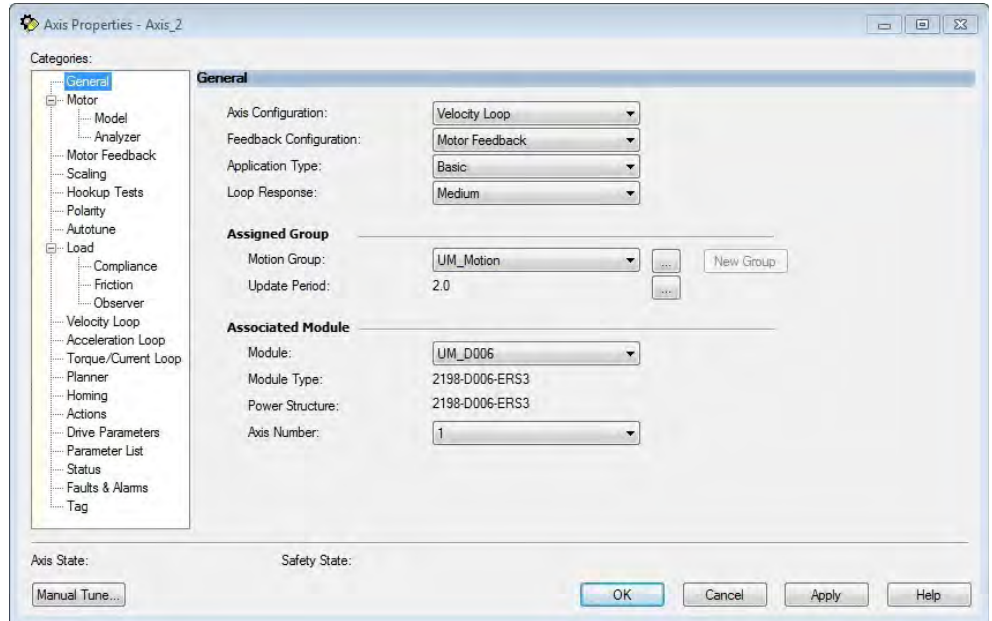 Axis Properties - Axis_2
Categories:
General
Motor
Model
Analyzer
Motor Feedback
Scaling
Hookup Tests
Polarity
Autotune
Load
Compliance
Friction
Observer
Velocity Loop
Acceleration Loop
Torque/Current Loop
Planner
Homing
Actions
Drive Parameters
Parameter List
Status
Faults & Alarms
Tag
General
Axis Configuration: Velocity Loop
Feedback Configuration: Motor Feedback
Application Type: Basic
Loop Response: Medium
Assigned Group
Motion Group: UM_Motion ... New Group
Update Period: 2.0 ...
Associated Module
Module: UM_D006
Module Type: 2198-D006-ERS3
Power Structure: 2198-D006-ERS3
Axis Number: 1
Axis State: Safety State:
Manual Tune... OK Cancel Apply Help